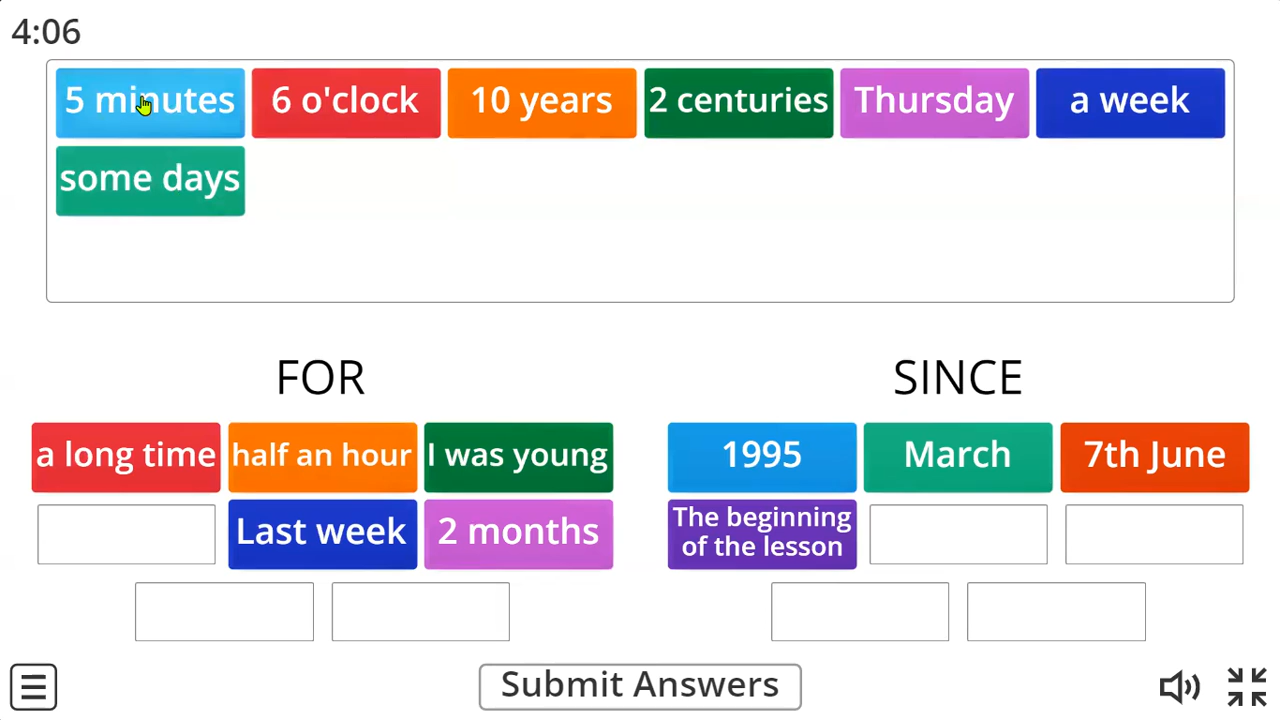 4:06
5 minutes
6 o'clock
10 years
2 centuries
Thursday
a week
some days
FOR
SINCE
a long time
half an hour
I was young
1995
March
7th June
Last week
2 months
The beginning
of the lesson
Submit Answers